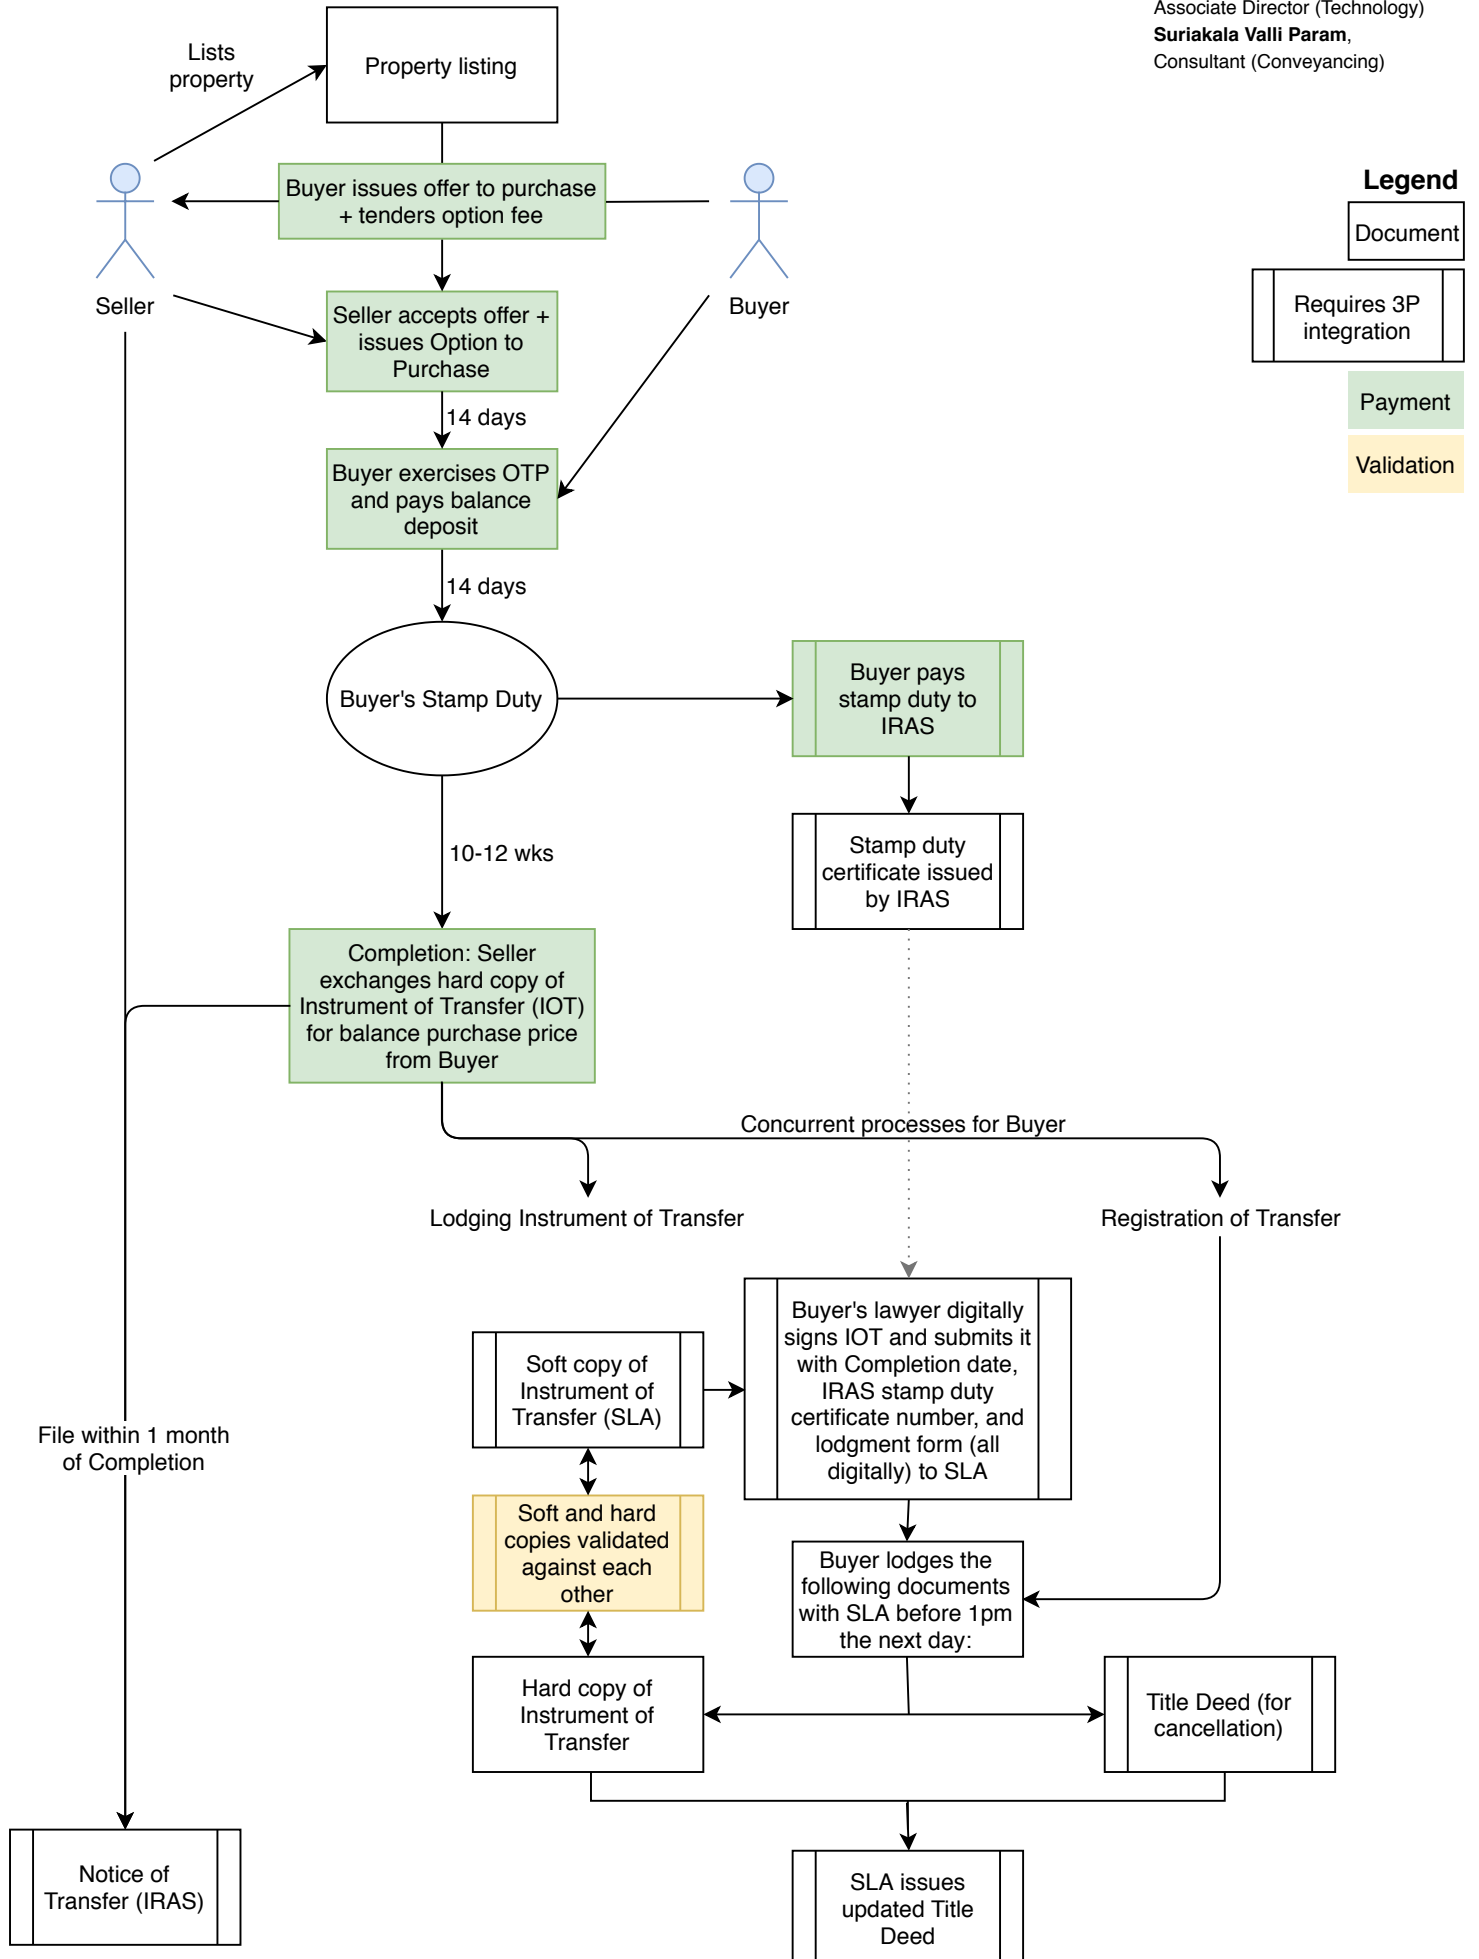 Associate Director (Technology)
Suriakala Valli Param,
Consultant (Conveyancing)
Lists
property
Property listing
Legend
Document
Requires 3P
integration
Payment
Validation
Buyer issues offer to purchase
+ tenders option fee
Seller
Buyer
Seller accepts offer +
issues Option to
Purchase
14 days
Buyer exercises OTP
and pays balance
deposit
14 days
Buyer's Stamp Duty
Buyer pays
stamp duty to
IRAS
10-12 wks
Stamp duty
certificate issued
by IRAS
Completion: Seller
exchanges hard copy of
Instrument of Transfer (IOT)
for balance purchase price
from Buyer
Concurrent processes for Buyer
Lodging Instrument of Transfer
Registration of Transfer
Buyer's lawyer digitally
signs IOT and submits it
with Completion date,
IRAS stamp duty
certificate number, and
lodgment form (all
digitally) to SLA
Soft copy of
Instrument of
Transfer (SLA)
File within 1 month
of Completion
Soft and hard
copies validated
against each
other
Buyer lodges the
following documents
with SLA before 1pm
the next day:
Hard copy of
Instrument of
Transfer
Title Deed (for
cancellation)
Notice of
Transfer (IRAS)
SLA issues
updated Title
Deed